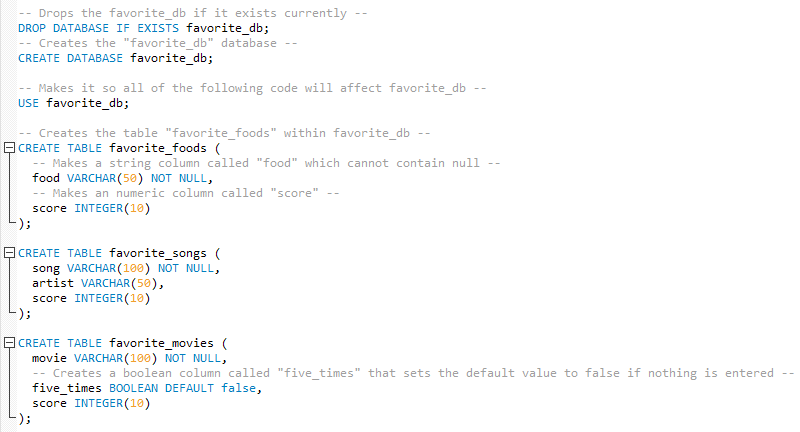 -- Drops the favorite_db if it exists currently --
DROP DATABASE IF EXISTS favorite_db;
-- Creates the "favorite_db" database --
CREATE DATABASE favorite_db;

-- Makes it so all of the following code will affect favorite_db --
USE favorite_db;

-- Creates the table "favorite_foods" within favorite_db --
CREATE TABLE favorite_foods (
  -- Makes a string column called "food" which cannot contain null --
  food VARCHAR(50) NOT NULL,
  -- Makes an numeric column called "score" --
  score INTEGER(10)
);

CREATE TABLE favorite_songs (
  song VARCHAR(100) NOT NULL,
  artist VARCHAR(50),
  score INTEGER(10)
);

CREATE TABLE favorite_movies (
  movie VARCHAR(100) NOT NULL,
  -- Creates a boolean column called "five_times" that sets the default value to false if nothing is entered --
  five_times BOOLEAN DEFAULT false,
  score INTEGER(10)
);